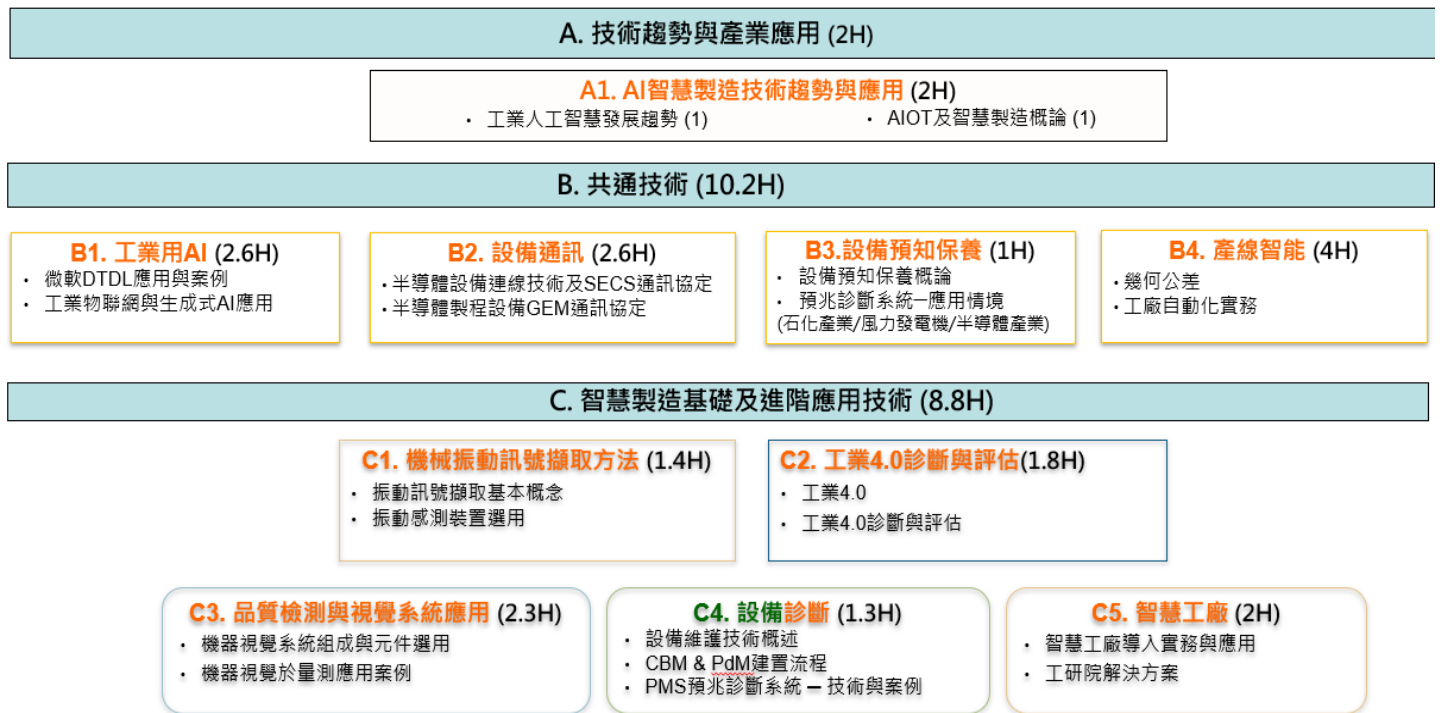 A. 技術趨勢與產業應用 (2H)
A1. AI智慧製造技術趨勢與應用 (2H)
• 工業人工智慧發展趨勢 (1)
• AIOT及智慧製造概論 (1)
B. 共通技術 (10.2H)
B1. 工業用AI (2.6H)
• 微軟DTDL應用與案例
• 工業物聯網與生成式AI應用
B2. 設備通訊 (2.6H)
• 半導體設備連線技術及SECS通訊協定
• 半導體製程設備GEM通訊協定
B3.設備預知保養 (1H)
• 設備預知保養概論
• 預兆診斷系統─應用情境
(石化產業/風力發電機/半導體產業)
B4. 產線智能 (4H)
• 幾何公差
• 工廠自動化實務
C. 智慧製造基礎及進階應用技術 (8.8H)
C1. 機械振動訊號擷取方法 (1.4H)
• 振動訊號擷取基本概念
• 振動感測裝置選用
C2. 工業4.0診斷與評估(1.8H)
• 工業4.0
• 工業4.0診斷與評估
C3. 品質檢測與視覺系統應用 (2.3H)
• 機器視覺系統組成與元件選用
• 機器視覺於量測應用案例
C4. 設備診斷 (1.3H)
• 設備維護技術概述
• CBM & PdM建置流程
• PMS預兆診斷系統 ─ 技術與案例
C5. 智慧工廠 (2H)
• 智慧工廠導入實務與應用
• 工研院解決方案